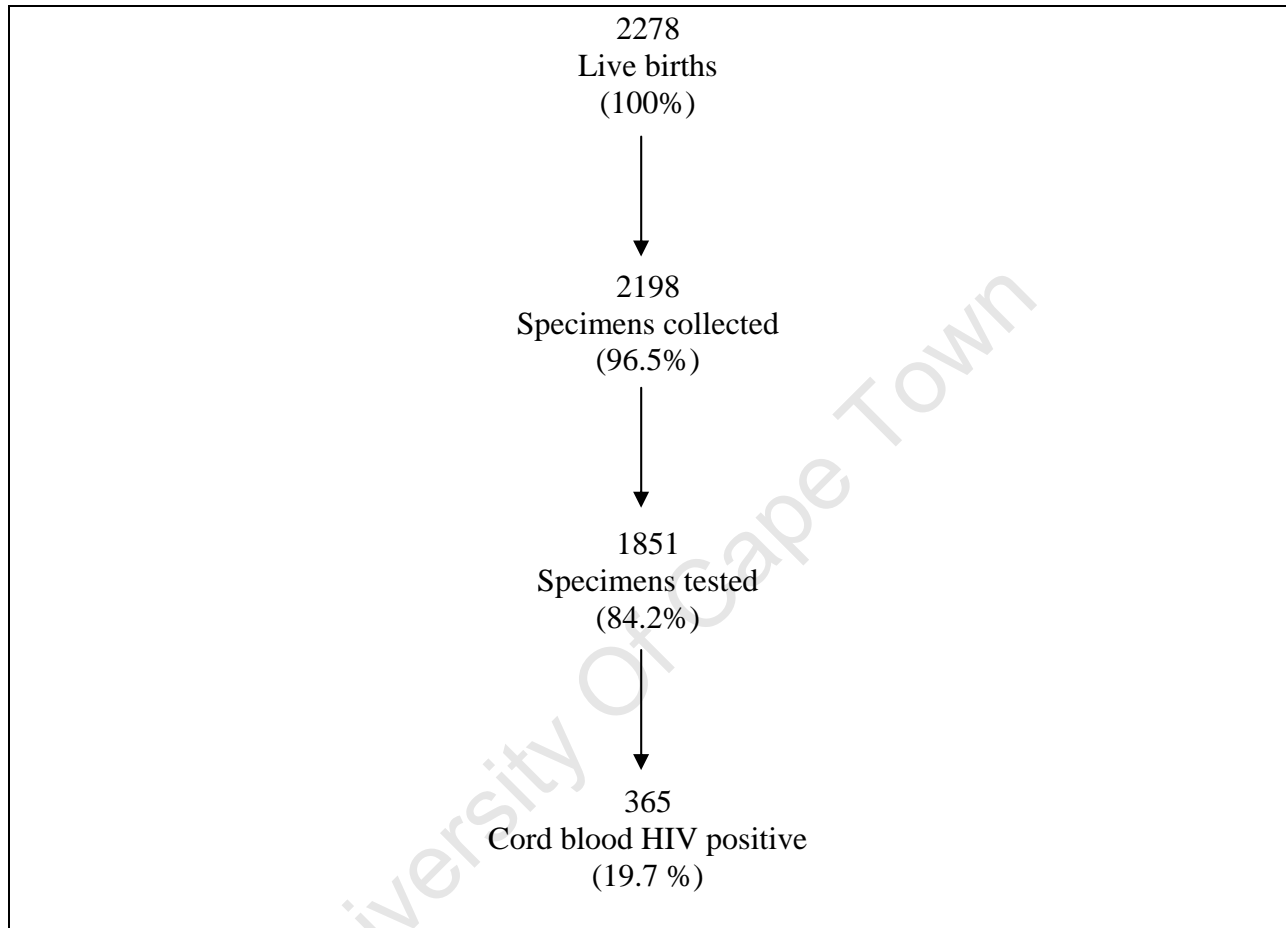 2278
Live births
(100%)
2198
Specimens collected
(96.5%)
1851
Specimens tested
(84.2%)
365
Cord blood HIV positive
(19.7 %)
iversity Of Cape Town